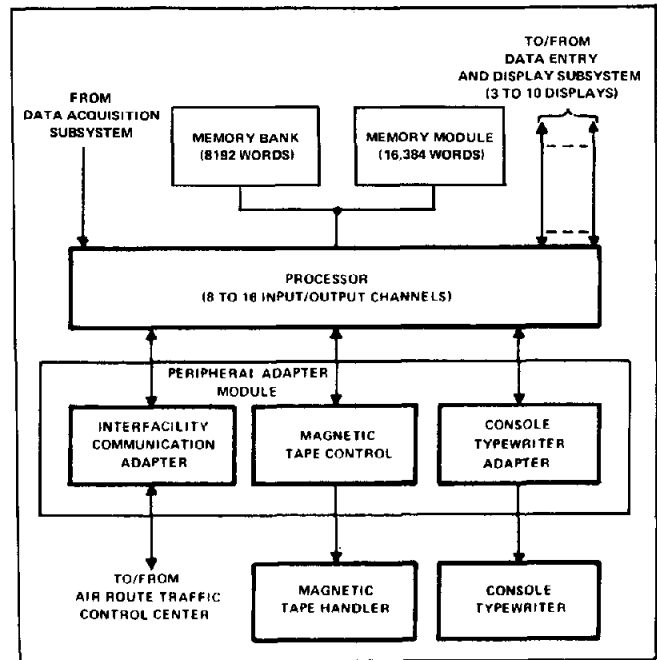 TO/FROM
DATA ENTRY
AND DISPLAY SUBSYSTEM
(3 TO 10 DISPLAYS)
FROM
DATA ACQUISITION
SUBSYSTEM
MEMORY BANK
(8192 WORDS)
MEMORY MODULE
(16,384 WORDS)
PROCESSOR
(8 TO 16 INPUT/OUTPUT CHANNELS)
PERIPHERAL ADAPTER
MODULE
INTERFACILITY
COMMUNICATION
ADAPTER
MAGNETIC
TAPE CONTROL
CONSOLE
TYPEWRITER
ADAPTER
TO/FROM
AIR ROUTE TRAFFIC
CONTROL CENTER
MAGNETIC
TAPE HANDLER
CONSOLE
TYPEWRITER